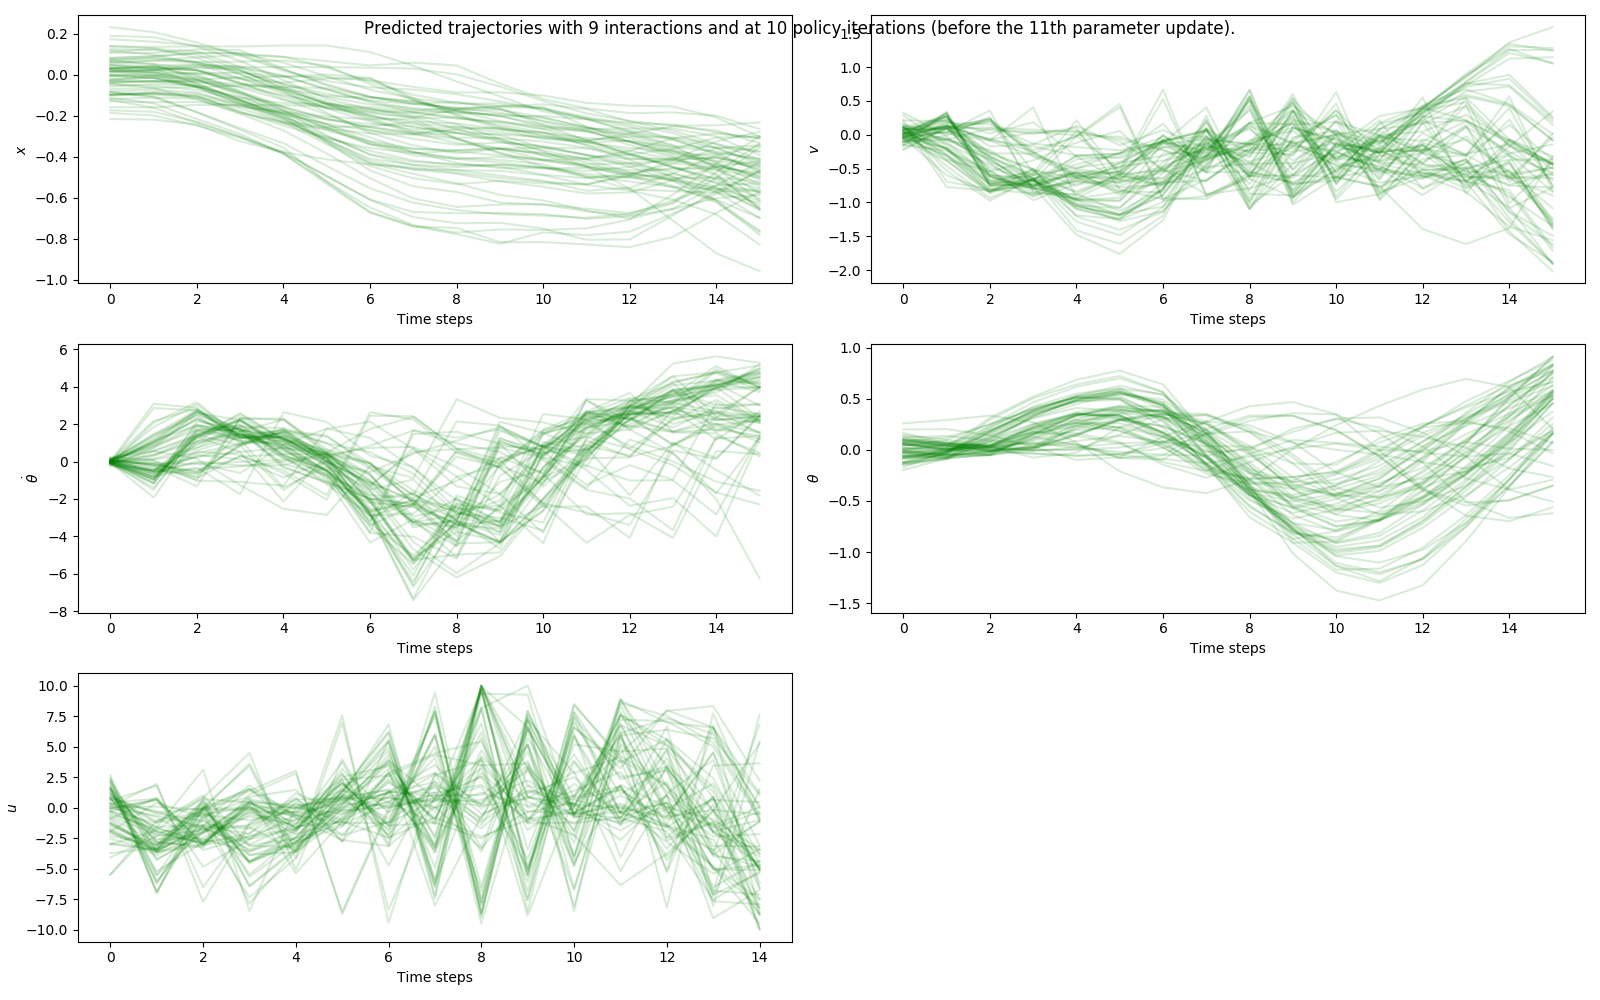 Predicted trajectories with 9 interactions and at 10 policy iterations (before the 11th parameter update).
0.2
0.0
−0.2
−0.4
−0.6
−0.8
−1.0
x
0 2 4 6 8 10 12 14
Time steps
1.5
1.0
0.5
0.0
−0.5
−1.0
−1.5
−2.0
v
0 2 4 6 8 10 12 14
Time steps
6
4
2
0
−2
−4
−6
−8
θ̇
0 2 4 6 8 10 12 14
Time steps
1.0
0.5
0.0
−0.5
−1.0
−1.5
θ
0 2 4 6 8 10 12 14
Time steps
10.0
7.5
5.0
2.5
0.0
−2.5
−5.0
−7.5
−10.0
u
0 2 4 6 8 10 12 14
Time steps